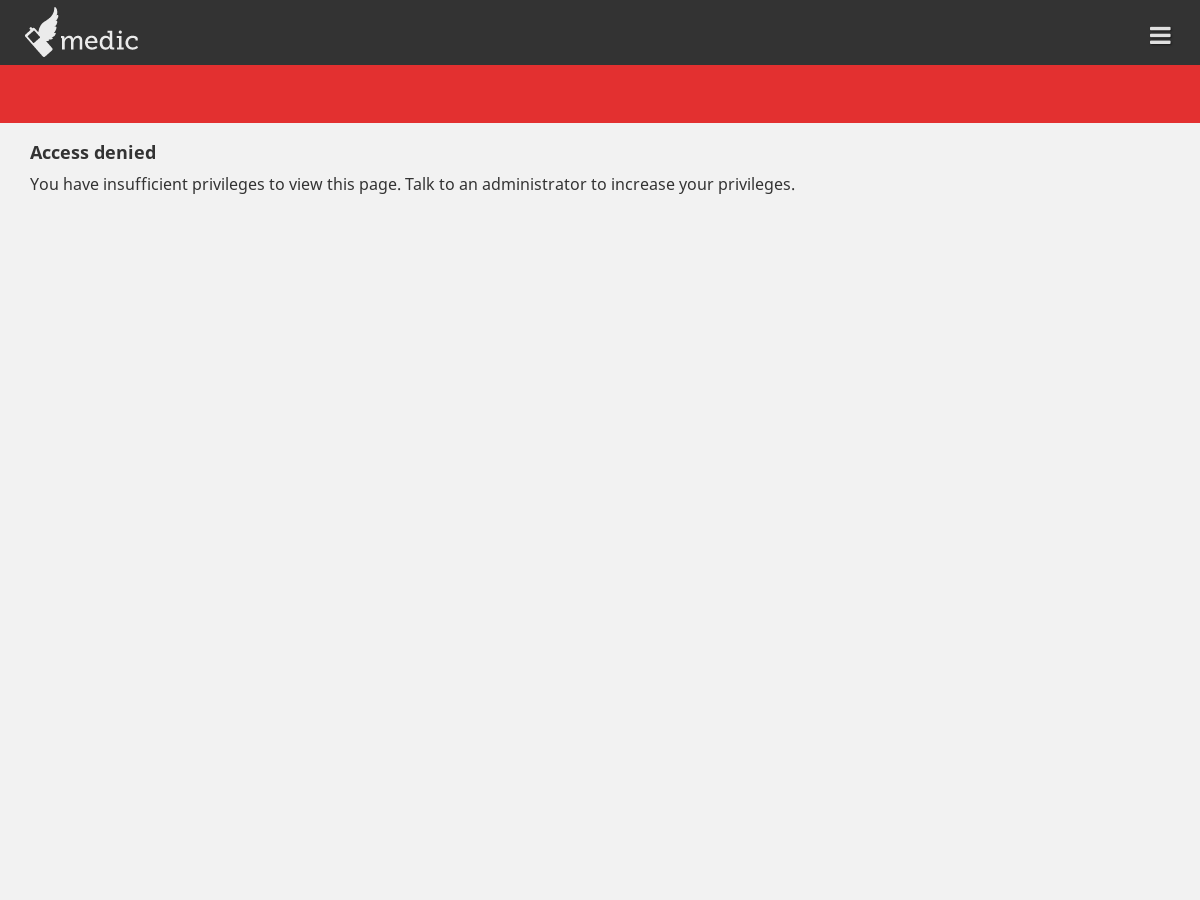 medic
Access denied
You have insufficient privileges to view this page. Talk to an administrator to increase your privileges.